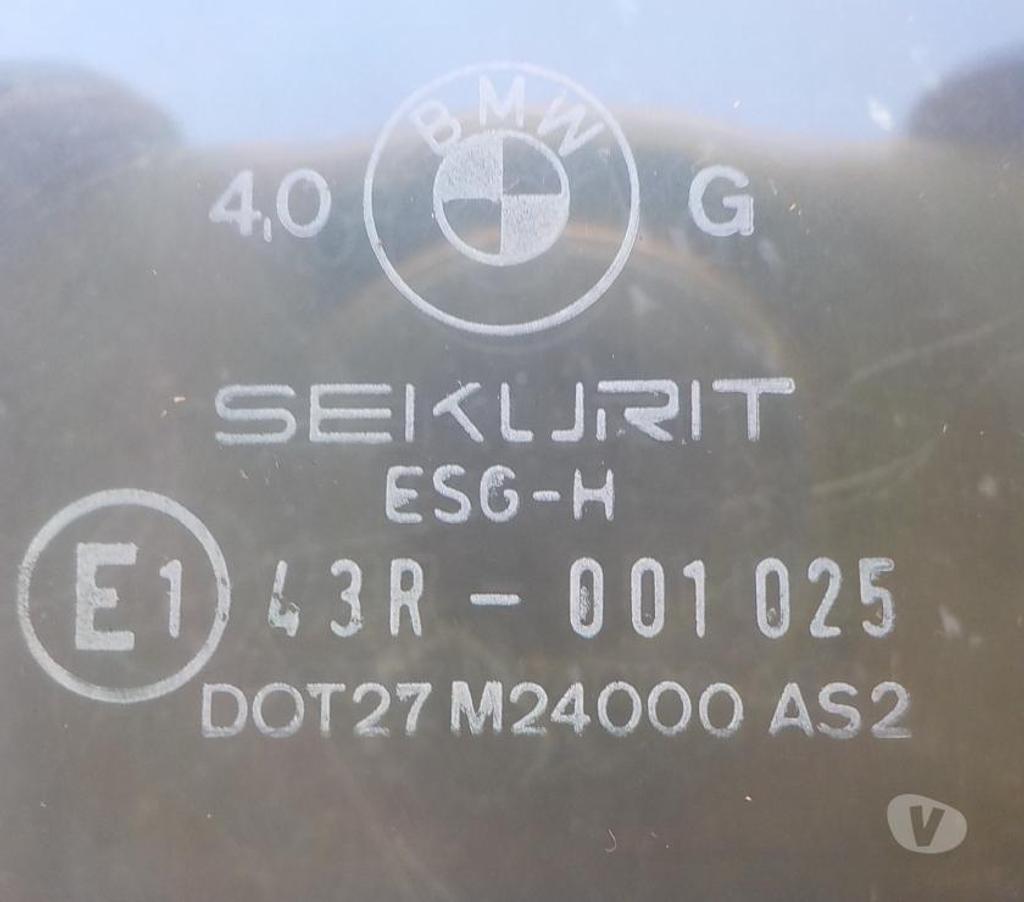 BMW
4,0 G
SEKURIT
ESG-H
E1 43R - 001 025
DOT27 M24000 AS2
V